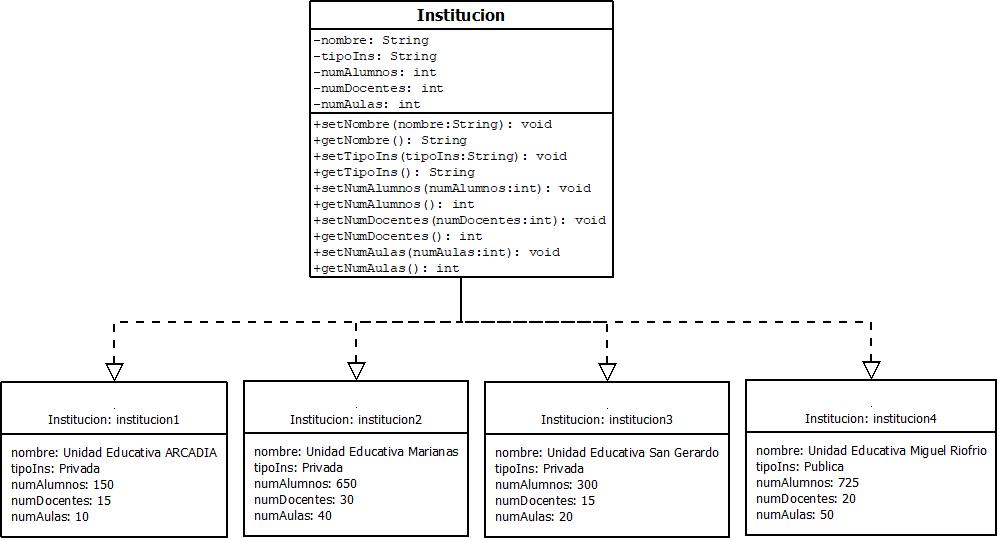 Institucion
-nombre: String
-tipoIns: String
-numAlumnos: int
-numDocentes: int
-numAulas: int
+setNombre(nombre:String): void
+getNombre(): String
+setTipoIns(tipoIns:String): void
+getTipoIns(): String
+setNumAlumnos(numAlumnos:int): void
+getNumAlumnos(): int
+setNumDocentes(numDocentes:int): void
+getNumDocentes(): int
+setNumAulas(numAulas:int): void
+getNumAulas(): int
Institucion: institucion1
nombre: Unidad Educativa ARCADIA
tipoIns: Privada
numAlumnos: 150
numDocentes: 15
numAulas: 10
Institucion: institucion2
nombre: Unidad Educativa Marianas
tipoIns: Privada
numAlumnos: 650
numDocentes: 30
numAulas: 40
Institucion: institucion3
nombre: Unidad Educativa San Gerardo
tipoIns: Privada
numAlumnos: 300
numDocentes: 15
numAulas: 20
Institucion: institucion4
nombre: Unidad Educativa Miguel Riofrio
tipoIns: Publica
numAlumnos: 725
numDocentes: 20
numAulas: 50